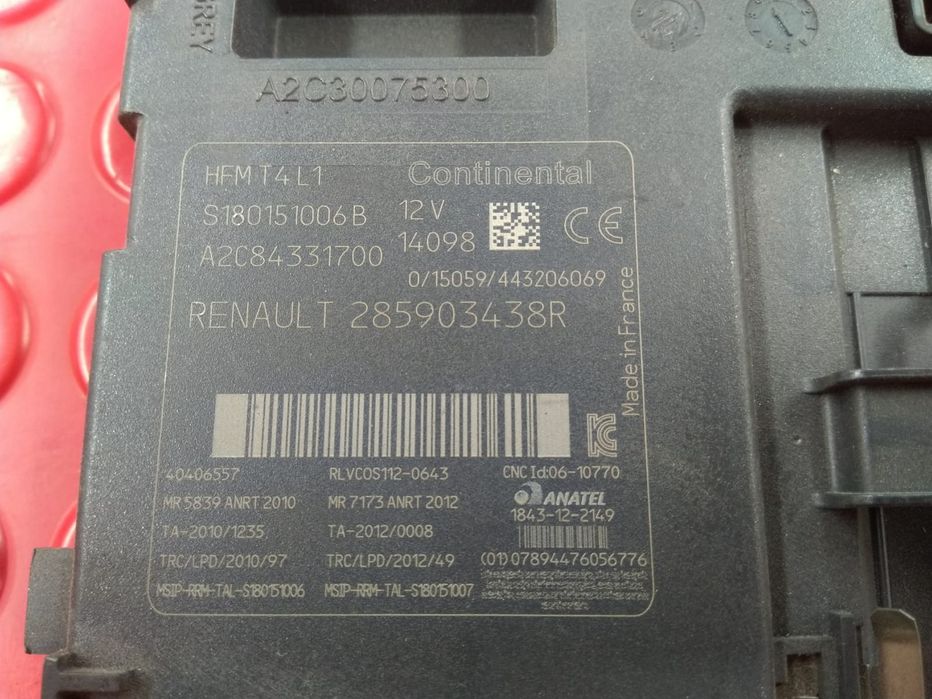 GREY
A2C30075300
HFM T4 L1 Continental
S180151006B 12 V
A2C84331700 14098
CE
0/15059/443206069
RENAULT 285903438R
Made in France
40406557 RLVCOS112-0643 CNC Id:06-10770
MR 5839 ANRT 2010 MR 7173 ANRT 2012 ANATEL
TA-2010/1235 TA-2012/0008 1843-12-2149
TRC/LPD/2010/97 TRC/LPD/2012/49 (01)07894476056776
MSIP-RRM-TAL-S180151006 MSIP-RRM-TAL-S180151007